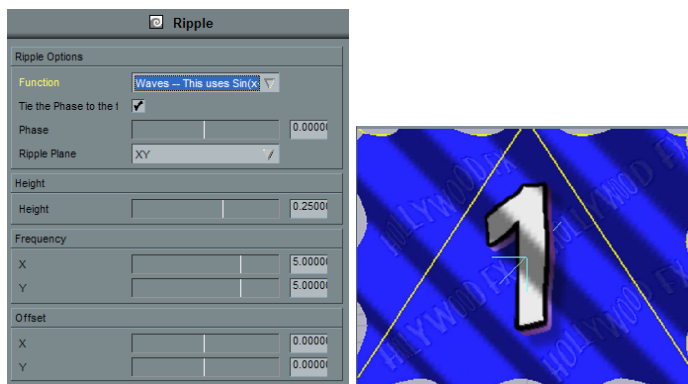 Ripple
Ripple Options
Function Waves -- This uses Sin(x
Tie the Phase to the f
Phase 0.0000
Ripple Plane XY
Height
Height 0.2500
Frequency
X 5.0000
Y 5.0000
Offset
X 0.0000
Y 0.0000
HOLLYWOOD FX
HOLLYWOOD FX
HOLLYWOOD FX
HOLLYWOOD FX
1